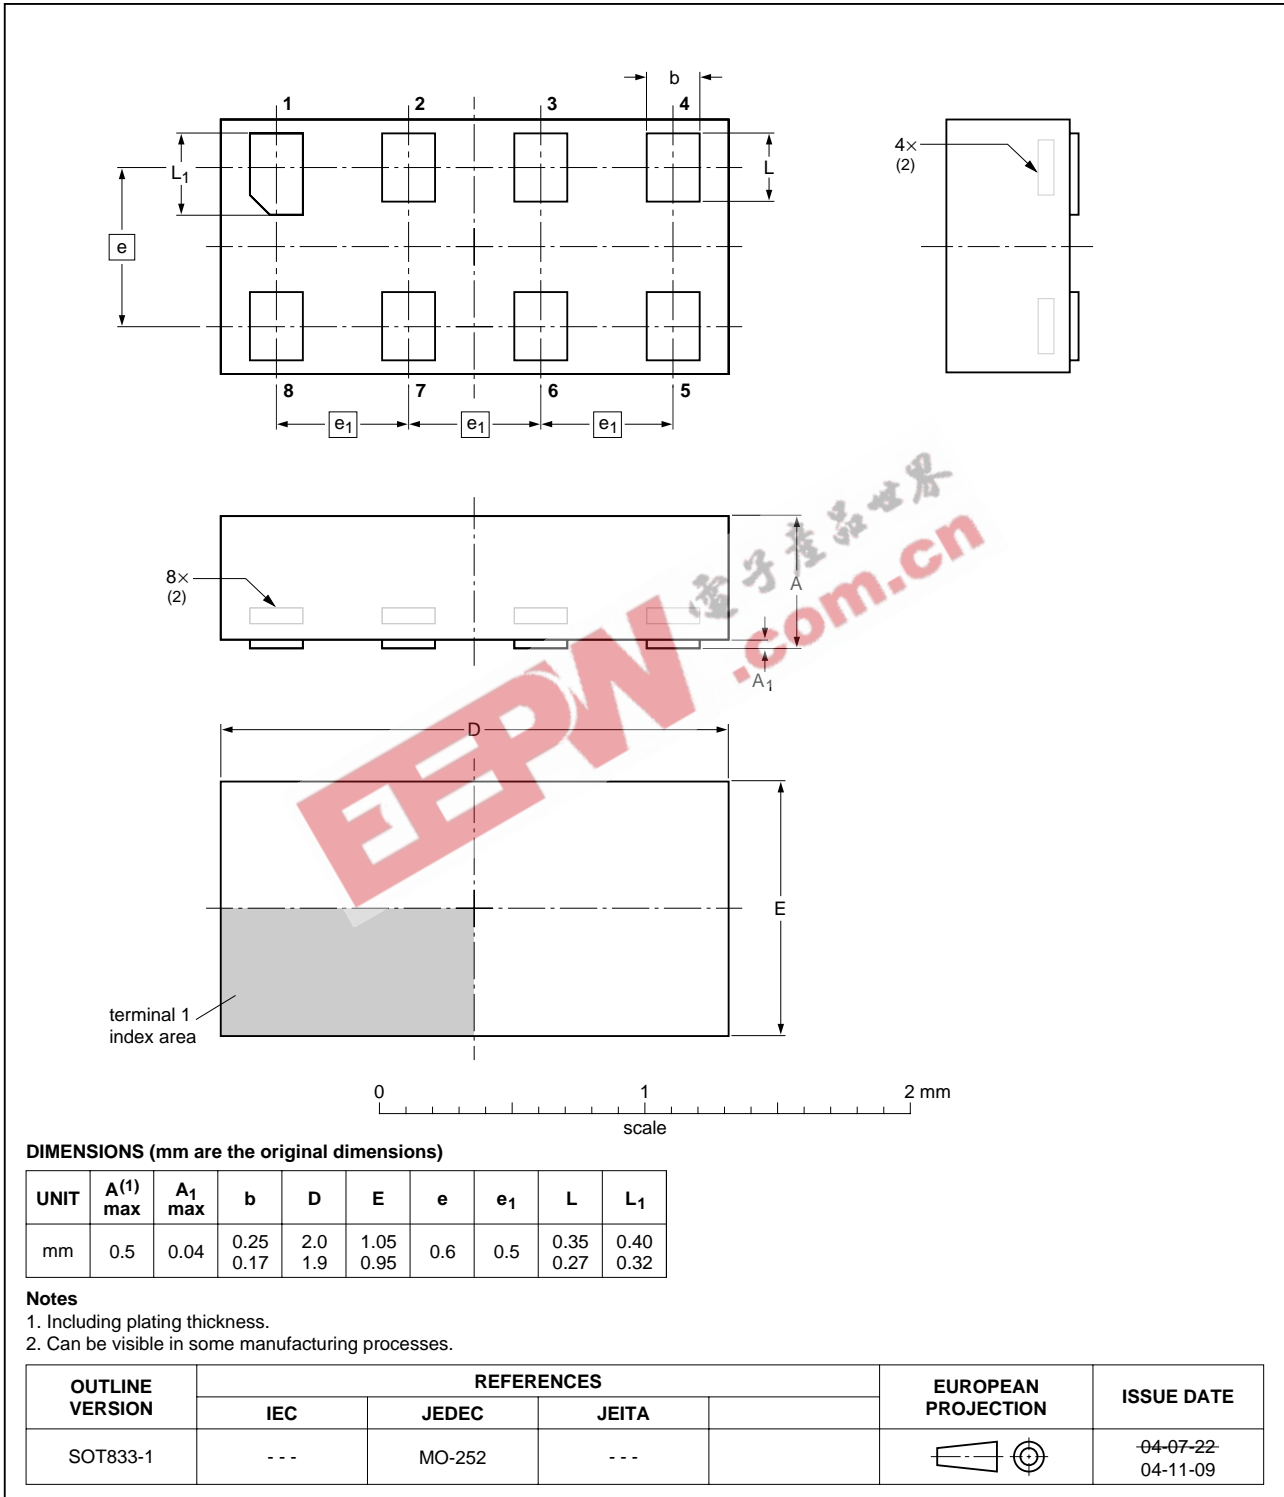 b
1 2 3 4
L1
L
4×
(2)
e
8 7 6 5
e1 e1 e1
8×
(2)
A
A1
電子產品世界
EEPW
.com.cn
D
E
terminal 1
index area
0 1 2 mm
scale
DIMENSIONS (mm are the original dimensions)
UNIT A(1) max A1 max b D E e e1 L L1
mm 0.5 0.04 0.25 0.17 2.0 1.9 1.05 0.95 0.6 0.5 0.35 0.27 0.40 0.32
Notes
1. Including plating thickness.
2. Can be visible in some manufacturing processes.
OUTLINE VERSION REFERENCES EUROPEAN PROJECTION ISSUE DATE
IEC JEDEC JEITA
SOT833-1 - - - MO-252 - - - 04-07-22
04-11-09